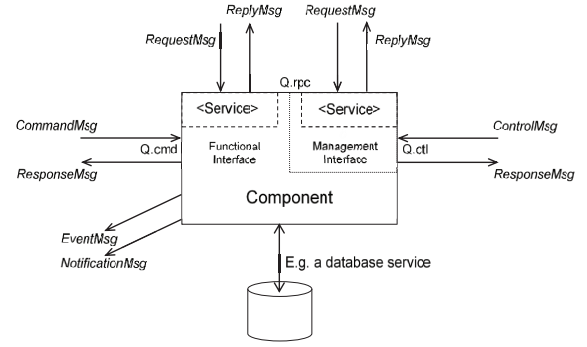 ReplyMsg
RequestMsg
RequestMsg
ReplyMsg
Q.rpc
<Service>
<Service>
CommandMsg
Q.cmd
Functional
Interface
Management
Interface
Q.ctl
ControlMsg
ResponseMsg
ResponseMsg
Component
EventMsg
NotificationMsg
E.g. a database service